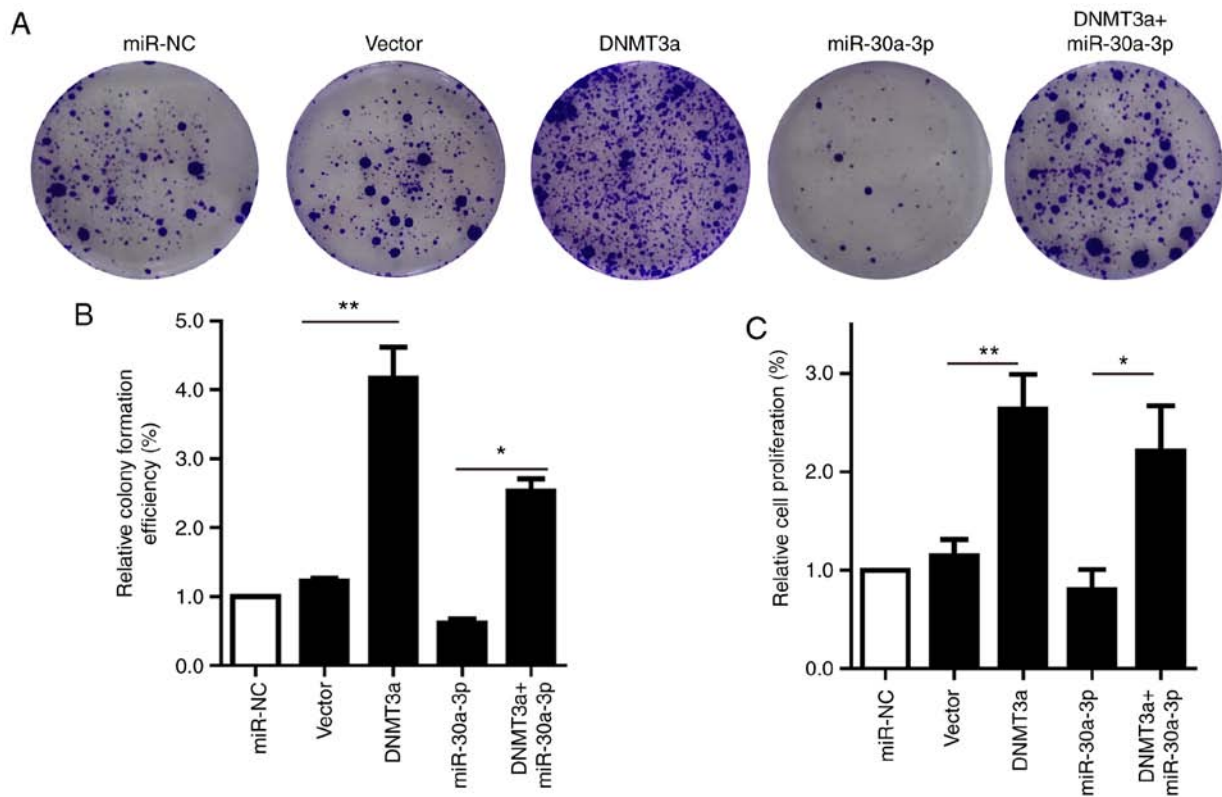 A
miR-NC
Vector
DNMT3a
miR-30a-3p
DNMT3a+
miR-30a-3p
B
Relative colony formation
efficiency (%)
5.0
4.0
3.0
2.0
1.0
0.0
**
*
miR-NC
Vector
DNMT3a
miR-30a-3p
DNMT3a+
miR-30a-3p
C
Relative cell proliferation (%)
3.0
2.0
1.0
0.0
**
*
miR-NC
Vector
DNMT3a
miR-30a-3p
DNMT3a+
miR-30a-3p